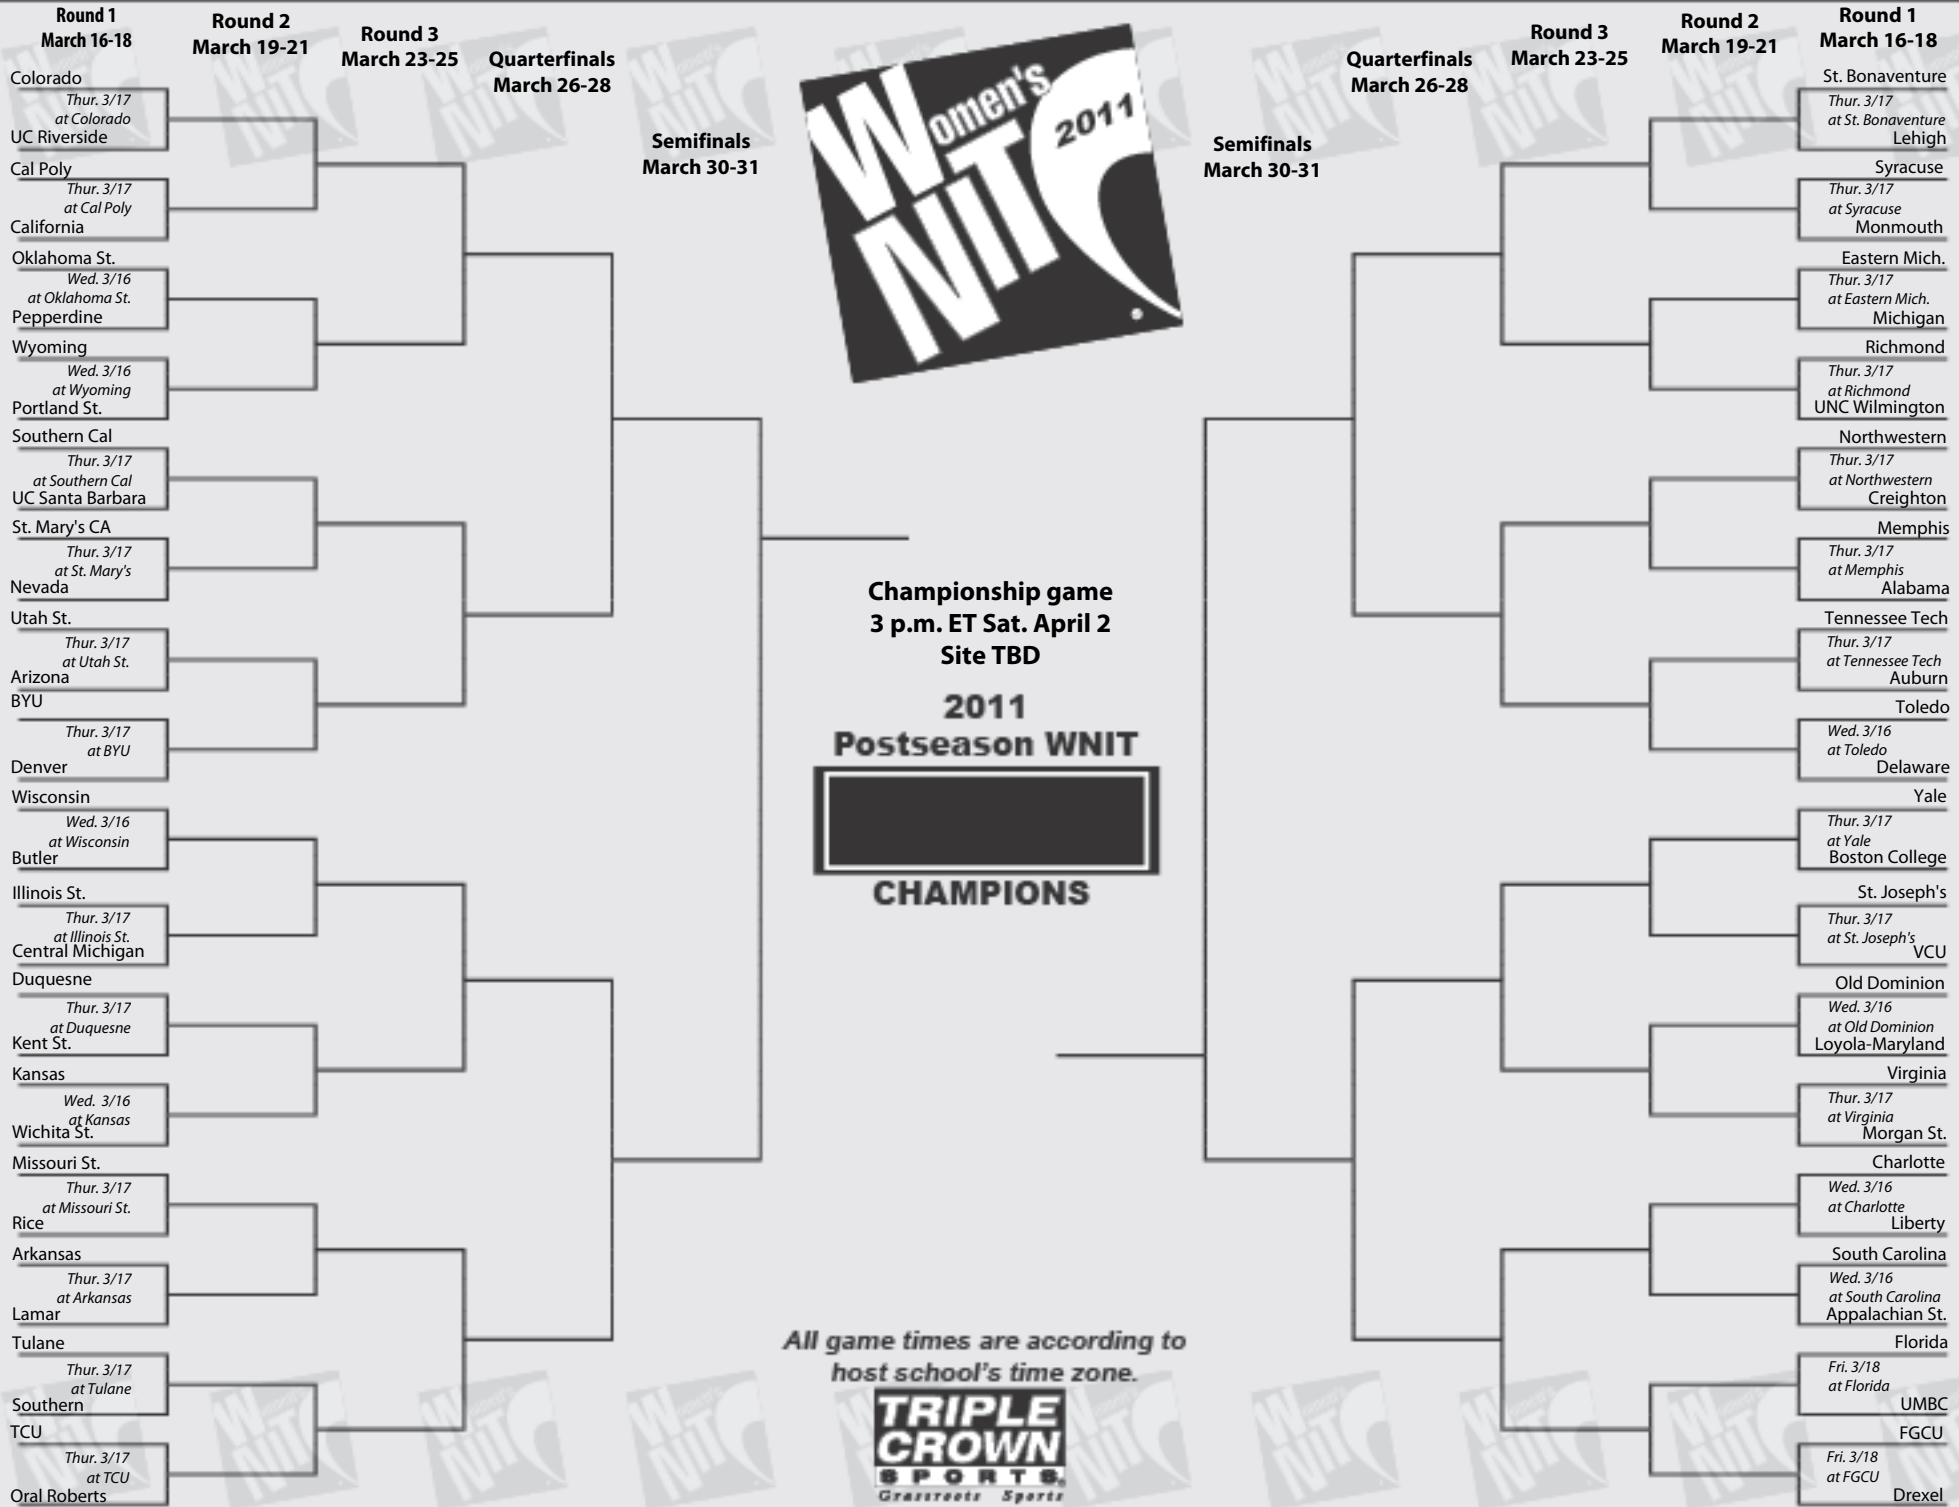 Round 1
March 16-18
Round 2
March 19-21
Round 3
March 23-25
Quarterfinals
March 26-28
Semifinals
March 30-31
Colorado
Thur. 3/17
at Colorado
UC Riverside
Cal Poly
Thur. 3/17
at Cal Poly
California
Oklahoma St.
Wed. 3/16
at Oklahoma St.
Pepperdine
Wyoming
Wed. 3/16
at Wyoming
Portland St.
Southern Cal
Thur. 3/17
at Southern Cal
UC Santa Barbara
St. Mary's CA
Thur. 3/17
at St. Mary's
Nevada
Utah St.
Thur. 3/17
at Utah St.
Arizona
BYU
Thur. 3/17
at BYU
Denver
Wisconsin
Wed. 3/16
at Wisconsin
Butler
Illinois St.
Thur. 3/17
at Illinois St.
Central Michigan
Duquesne
Thur. 3/17
at Duquesne
Kent St.
Kansas
Wed. 3/16
at Kansas
Wichita St.
Missouri St.
Thur. 3/17
at Missouri St.
Rice
Arkansas
Thur. 3/17
at Arkansas
Lamar
Tulane
Thur. 3/17
at Tulane
Southern
TCU
Thur. 3/17
at TCU
Oral Roberts
Women's
NIT
2011
Championship game
3 p.m. ET Sat. April 2
Site TBD
2011
Postseason WNIT
CHAMPIONS
All game times are according to
host school's time zone.
TRIPLE
CROWN
SPORTS
Grassroots Sports
Semifinals
March 30-31
Quarterfinals
March 26-28
Round 3
March 23-25
Round 2
March 19-21
Round 1
March 16-18
St. Bonaventure
Thur. 3/17
at St. Bonaventure
Lehigh
Syracuse
Thur. 3/17
at Syracuse
Monmouth
Eastern Mich.
Thur. 3/17
at Eastern Mich.
Michigan
Richmond
Thur. 3/17
at Richmond
UNC Wilmington
Northwestern
Thur. 3/17
at Northwestern
Creighton
Memphis
Thur. 3/17
at Memphis
Alabama
Tennessee Tech
Thur. 3/17
at Tennessee Tech
Auburn
Toledo
Wed. 3/16
at Toledo
Delaware
Yale
Thur. 3/17
at Yale
Boston College
St. Joseph's
Thur. 3/17
at St. Joseph's
VCU
Old Dominion
Wed. 3/16
at Old Dominion
Loyola-Maryland
Virginia
Thur. 3/17
at Virginia
Morgan St.
Charlotte
Wed. 3/16
at Charlotte
Liberty
South Carolina
Wed. 3/16
at South Carolina
Appalachian St.
Florida
Fri. 3/18
at Florida
UMBC
FGCU
Fri. 3/18
at FGCU
Drexel